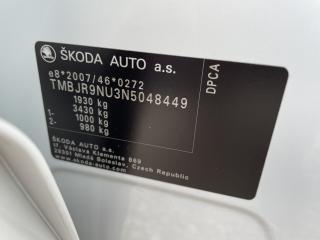 ŠKODA AUTO a.s.
e8*2007/46*0272
TMBJR9NU3N5048449
1930 kg
3430 kg
1- 1000 kg
2- 980 kg
DPCA
ŠKODA AUTO a.s.
tř. Václava Klementa 869
29301 Mladá Boleslav, Czech Republic
www.skoda-auto.com